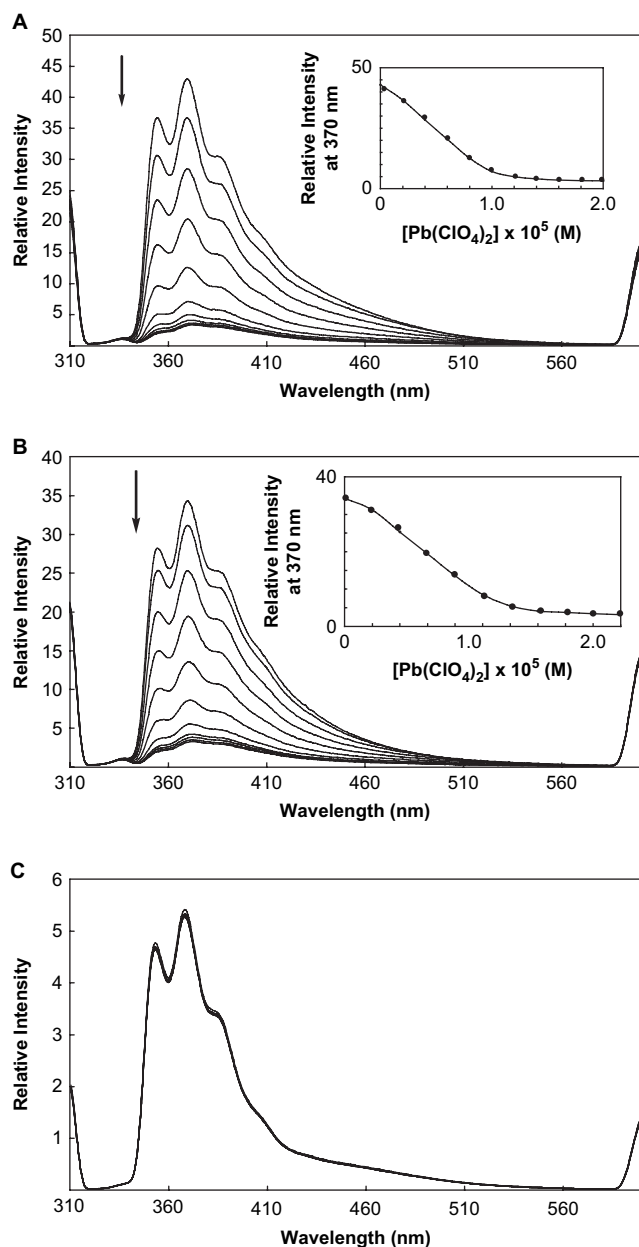 A
50
45
40
35
30
25
20
15
10
5
Relative Intensity
310 360 410 460 510 560
Wavelength (nm)
50
0
Relative Intensity
at 370 nm
0 1.0 2.0
[Pb(ClO4)2] x 10^5 (M)
B
40
35
30
25
20
15
10
5
Relative Intensity
310 360 410 460 510 560
Wavelength (nm)
40
0
Relative Intensity
at 370 nm
0 1.0 2.0
[Pb(ClO4)2] x 10^5 (M)
C
6
5
4
3
2
1
Relative Intensity
310 360 410 460 510 560
Wavelength (nm)